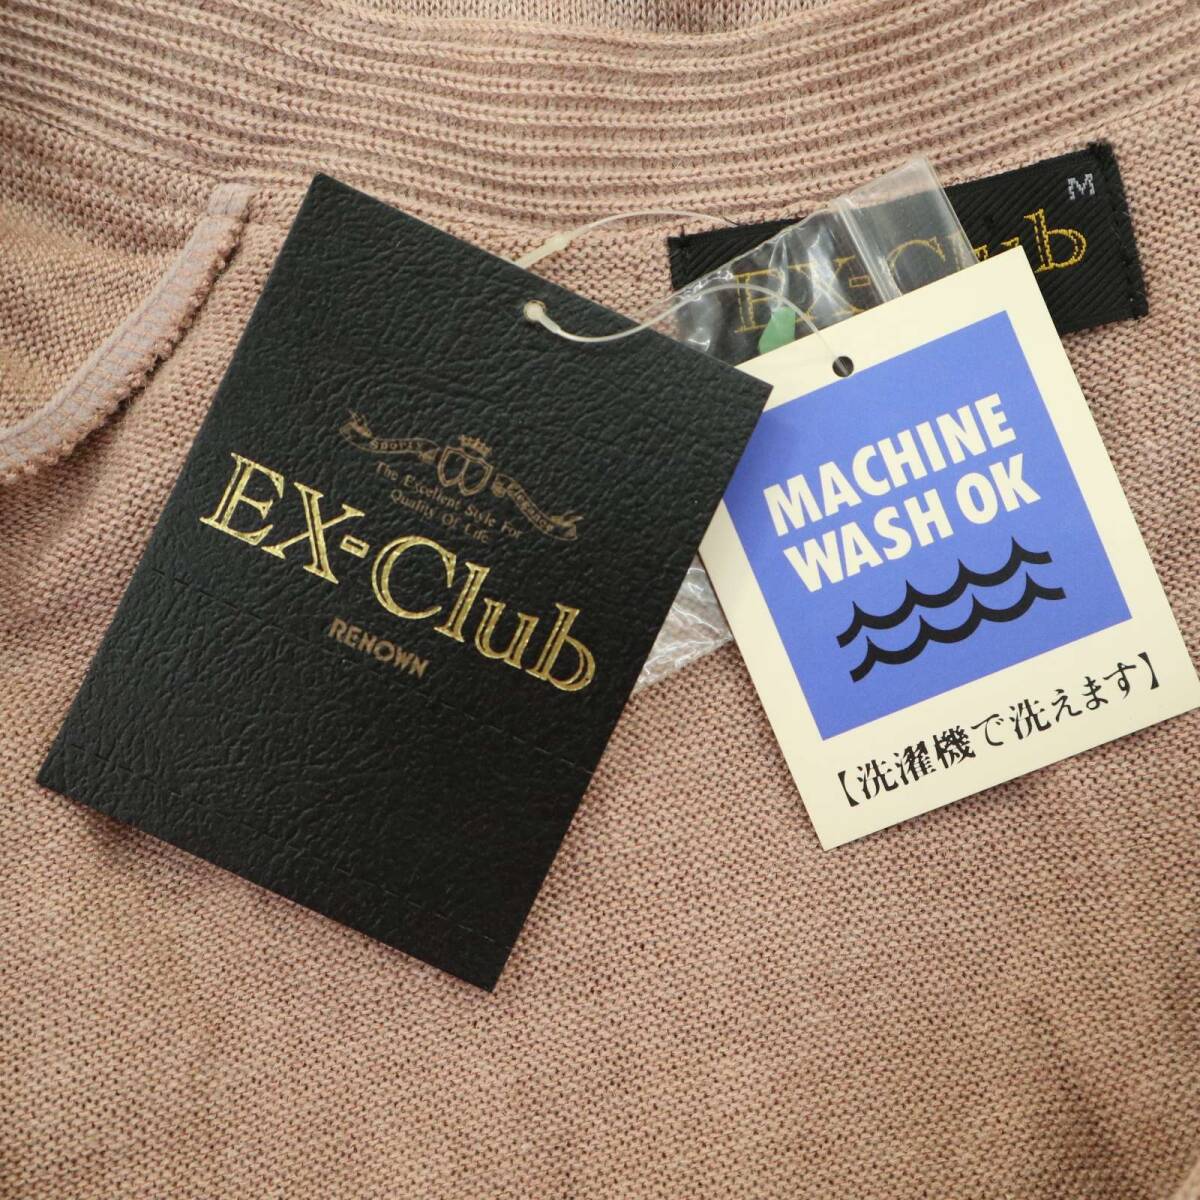 M
EX-Club
Sports
The Excellent Style For
Quality Of Life
EX-Club
RENOWN
MACHINE
WASH OK
【洗濯機で洗えます】